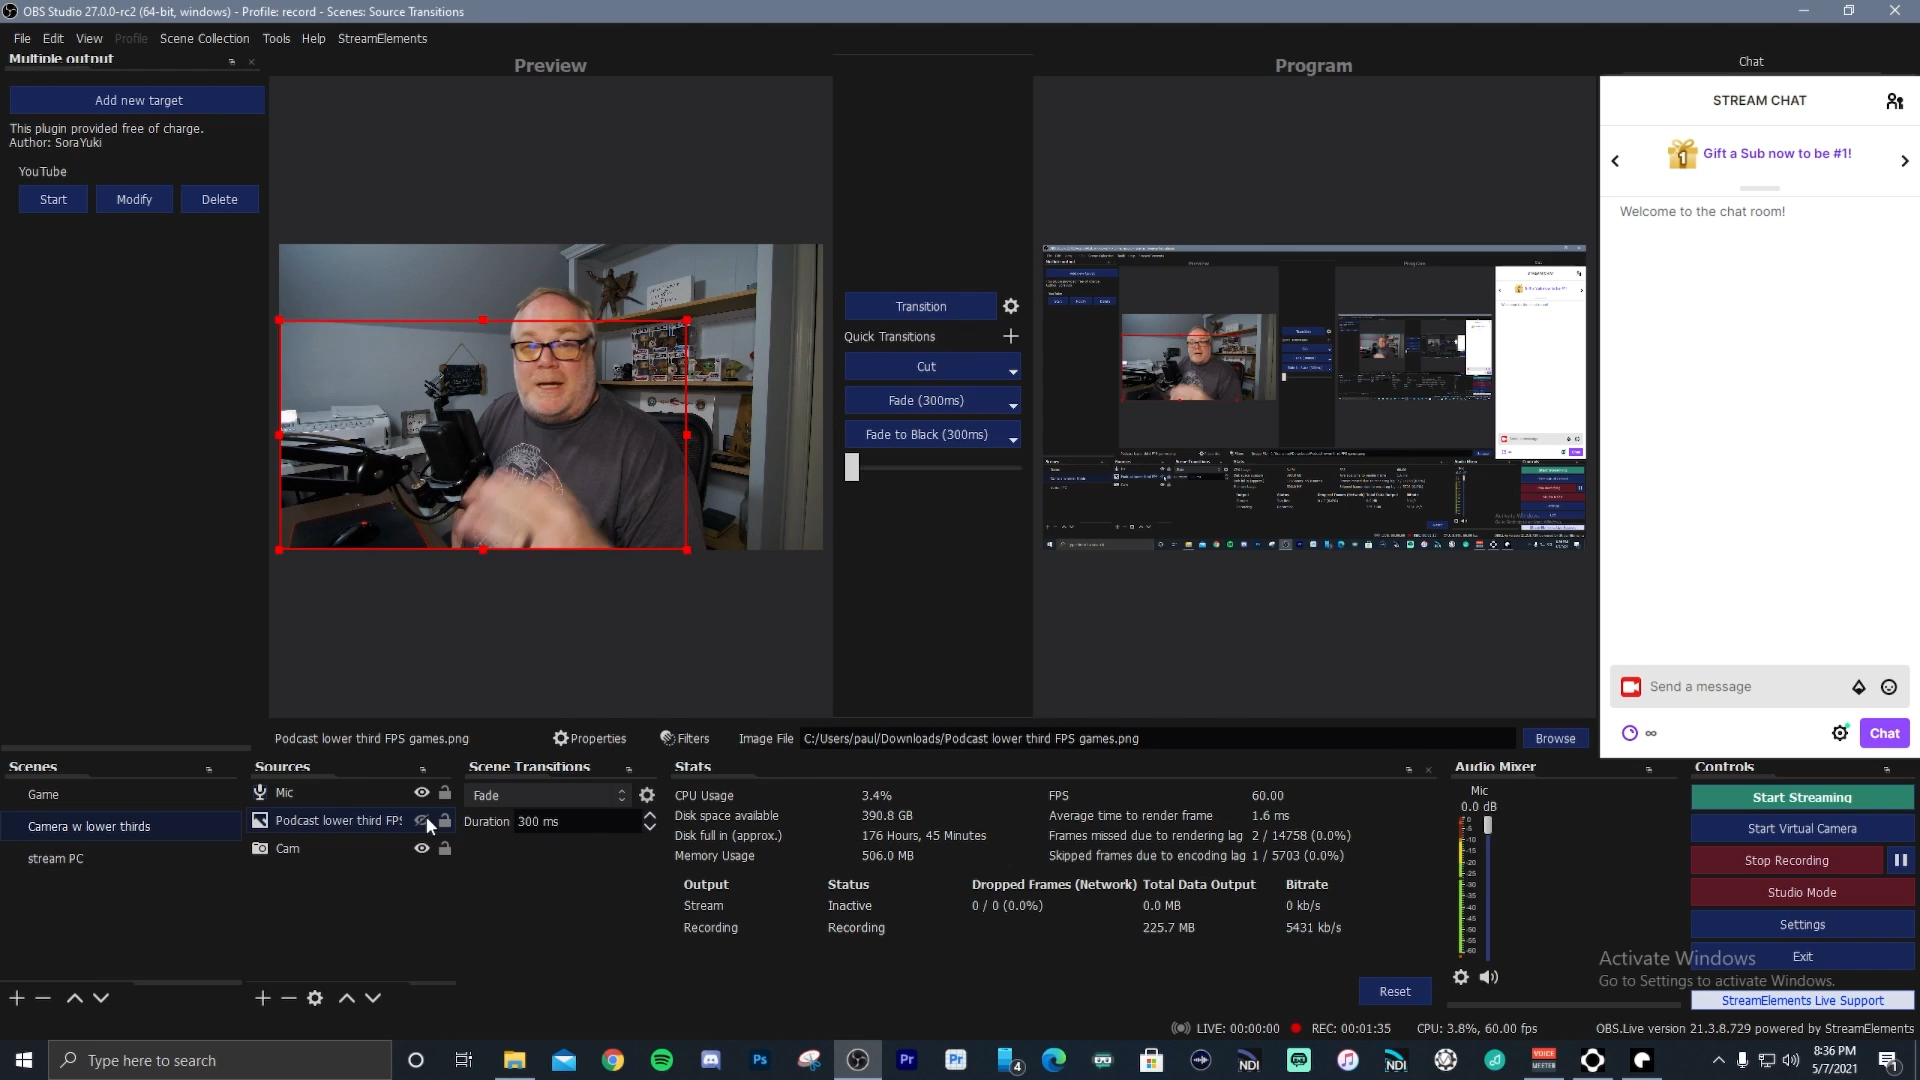 OBS Studio 27.0.0-rc2 (64-bit, windows) - Profile: record - Scenes: Source Transitions
File Edit View Profile Scene Collection Tools Help StreamElements
Multiple output
Add new target
This plugin provided free of charge.
Author: SoraYuki
YouTube
Start Modify Delete
Preview
Transition
Quick Transitions
Cut
Fade (300ms)
Fade to Black (300ms)
Program
Chat
STREAM CHAT
1 Gift a Sub now to be #1!
Welcome to the chat room!
Send a message
∞
Chat
Podcast lower third FPS games.png
Properties
Filters
Image File C:/Users/paul/Downloads/Podcast lower third FPS games.png
Browse
Scenes
Game
Camera w lower thirds
stream PC
Sources
Mic
Podcast lower third FPS
Cam
Scene Transitions
Fade
Duration 300 ms
Stats
CPU Usage 3.4%
Disk space available 390.8 GB
Disk full in (approx.) 176 Hours, 45 Minutes
Memory Usage 506.0 MB
FPS 60.00
Average time to render frame 1.6 ms
Frames missed due to rendering lag 2 / 14758 (0.0%)
Skipped frames due to encoding lag 1 / 5703 (0.0%)
Output Status Dropped Frames (Network) Total Data Output Bitrate
Stream Inactive 0 / 0 (0.0%) 0.0 MB 0 kb/s
Recording Recording 225.7 MB 5431 kb/s
Reset
Audio Mixer
Mic
0.0 dB
Controls
Start Streaming
Start Virtual Camera
Stop Recording
Studio Mode
Settings
Exit
Activate Windows
Go to Settings to activate Windows.
StreamElements Live Support
LIVE: 00:00:00 REC: 00:01:35 CPU: 3.8%, 60.00 fps OBS.Live version 21.3.8.729 powered by StreamElements
Type here to search
Ps
Pr
Pr
4
NDI
NDI
VOICE
MEETER
8:36 PM
5/7/2021
1